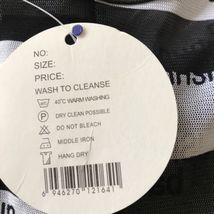 NO:
SIZE:
PRICE:
WASH TO CLEANSE
40℃ WARM WASHING
DRY CLEAN POSSIBLE
DO NOT BLEACH
MIDDLE IRON
HANG DRY
6 946270 121641